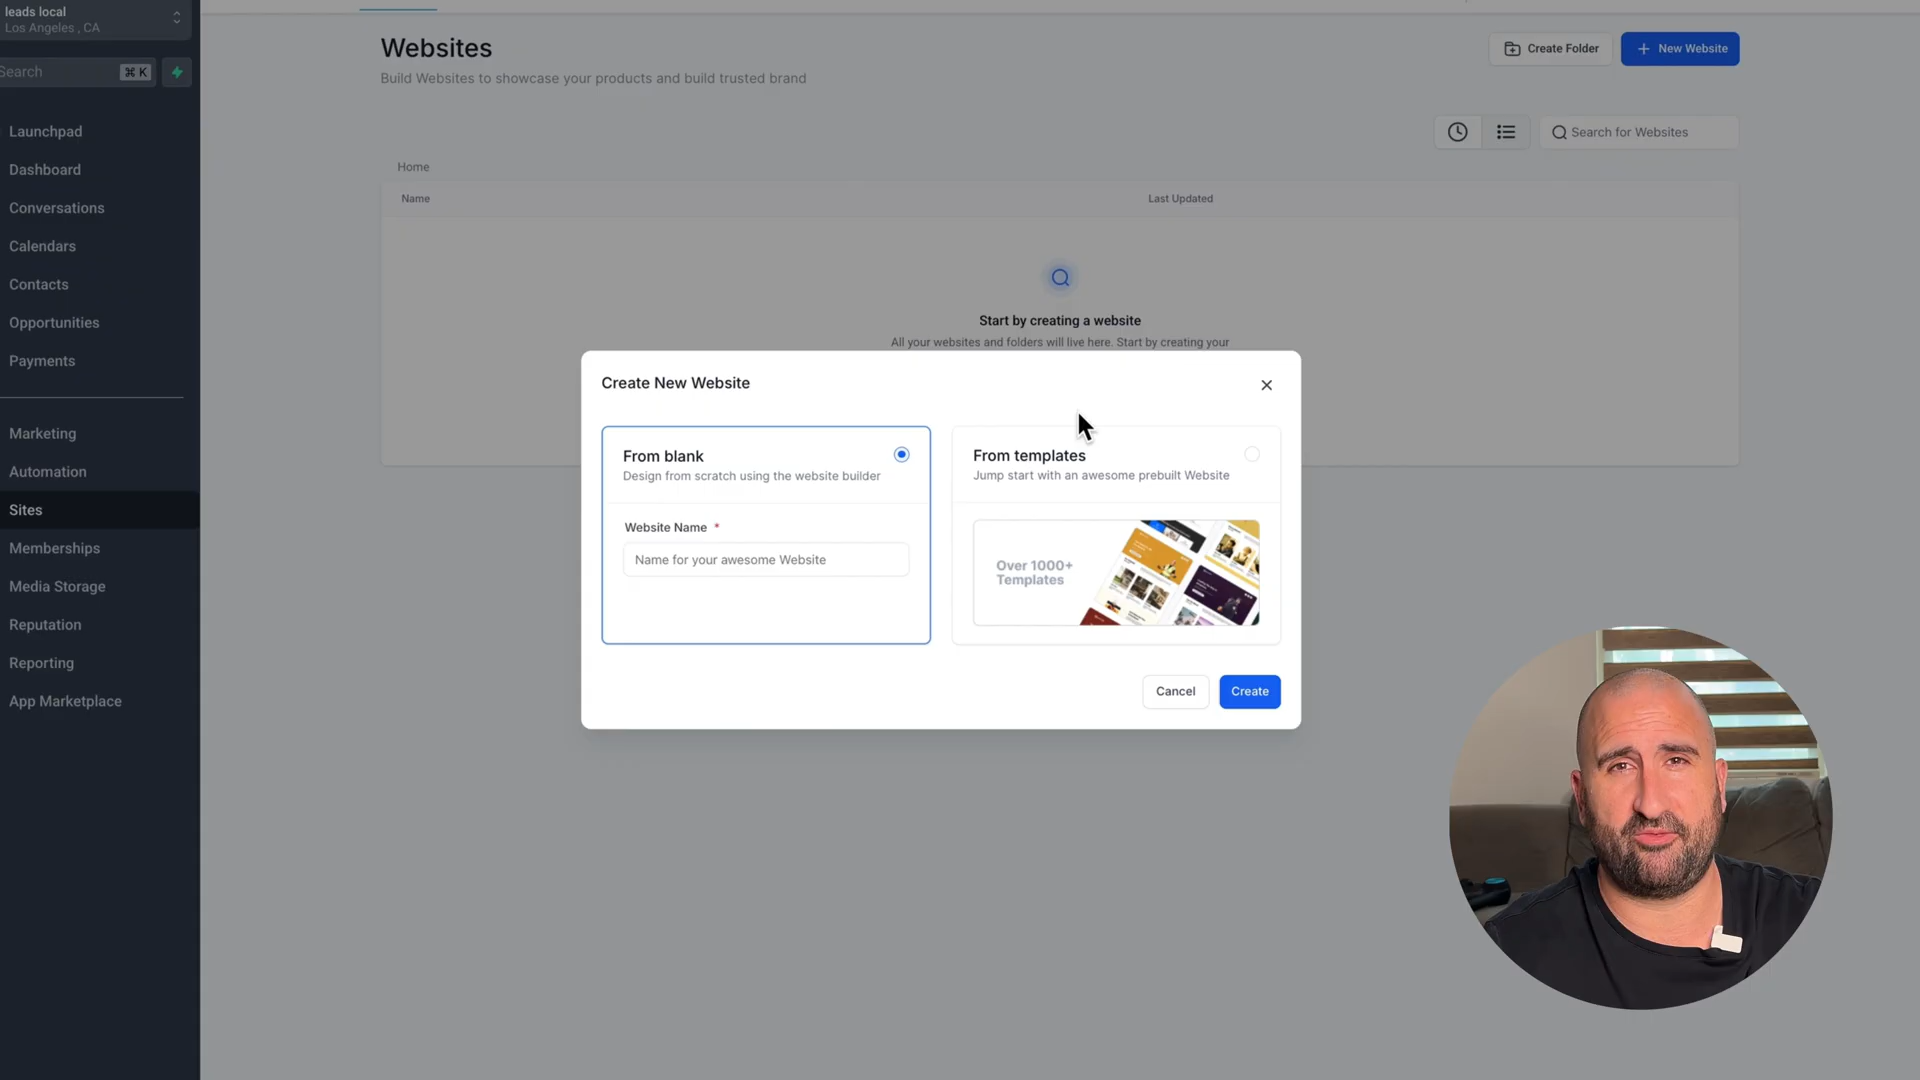 leads local
Los Angeles , CA
Search
⌘ K
Launchpad
Dashboard
Conversations
Calendars
Contacts
Opportunities
Payments
Marketing
Automation
Sites
Memberships
Media Storage
Reputation
Reporting
App Marketplace
Websites
Build Websites to showcase your products and build trusted brand
Create Folder
+ New Website
Search for Websites
Home
Name
Last Updated
Start by creating a website
All your websites and folders will live here. Start by creating your
Create New Website
From blank
Design from scratch using the website builder
Website Name *
Name for your awesome Website
From templates
Jump start with an awesome prebuilt Website
Over 1000+
Templates
Cancel
Create